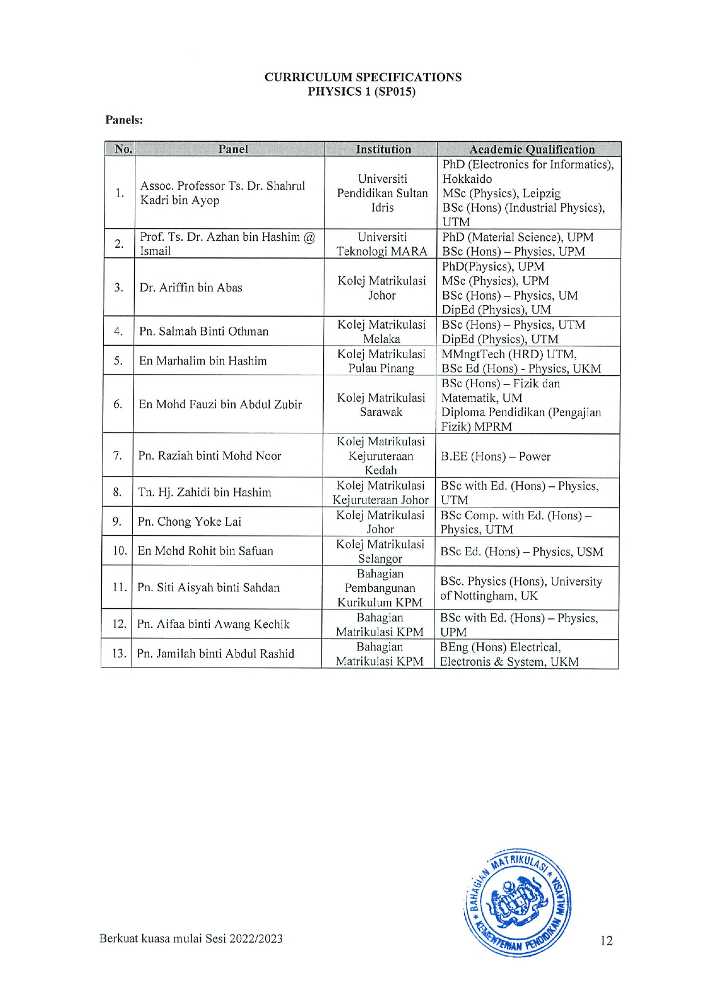 CURRICULUM SPECIFICATIONS
PHYSICS 1 (SP015)
Panels:
No. Panel Institution Academic Qualification
1. Assoc. Professor Ts. Dr. Shahrul
Kadri bin Ayop
Universiti
Pendidikan Sultan
Idris
PhD (Electronics for Informatics),
Hokkaido
MSc (Physics), Leipzig
BSc (Hons) (Industrial Physics),
UTM
2. Prof. Ts. Dr. Azhan bin Hashim @
Ismail
Universiti
Teknologi MARA
PhD (Material Science), UPM
BSc (Hons) – Physics, UPM
3. Dr. Ariffin bin Abas
Kolej Matrikulasi
Johor
PhD(Physics), UPM
MSc (Physics), UPM
BSc (Hons) – Physics, UM
DipEd (Physics), UM
4. Pn. Salmah Binti Othman
Kolej Matrikulasi
Melaka
BSc (Hons) – Physics, UTM
DipEd (Physics), UTM
5. En Marhalim bin Hashim
Kolej Matrikulasi
Pulau Pinang
MMngtTech (HRD) UTM,
BSc Ed (Hons) - Physics, UKM
6. En Mohd Fauzi bin Abdul Zubir
Kolej Matrikulasi
Sarawak
BSc (Hons) – Fizik dan
Matematik, UM
Diploma Pendidikan (Pengajian
Fizik) MPRM
7. Pn. Raziah binti Mohd Noor
Kolej Matrikulasi
Kejuruteraan
Kedah
B.EE (Hons) – Power
8. Tn. Hj. Zahidi bin Hashim
Kolej Matrikulasi
Kejuruteraan Johor
BSc with Ed. (Hons) – Physics,
UTM
9. Pn. Chong Yoke Lai
Kolej Matrikulasi
Johor
BSc Comp. with Ed. (Hons) –
Physics, UTM
10. En Mohd Rohit bin Safuan
Kolej Matrikulasi
Selangor
BSc Ed. (Hons) – Physics, USM
11. Pn. Siti Aisyah binti Sahdan
Bahagian
Pembangunan
Kurikulum KPM
BSc. Physics (Hons), University
of Nottingham, UK
12. Pn. Aifaa binti Awang Kechik
Bahagian
Matrikulasi KPM
BSc with Ed. (Hons) – Physics,
UPM
13. Pn. Jamilah binti Abdul Rashid
Bahagian
Matrikulasi KPM
BEng (Hons) Electrical,
Electronis & System, UKM
BAHAGIAN MATRIKULASI
KEMENTERIAN PENDIDIKAN MALAYSIA
Berkuat kuasa mulai Sesi 2022/2023
12